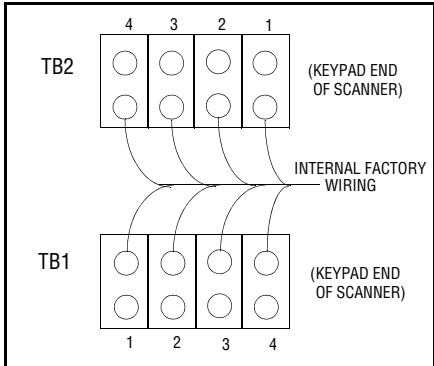 4 3 2 1
TB2
(KEYPAD END
OF SCANNER)
INTERNAL FACTORY
WIRING
TB1
(KEYPAD END
OF SCANNER)
1 2 3 4